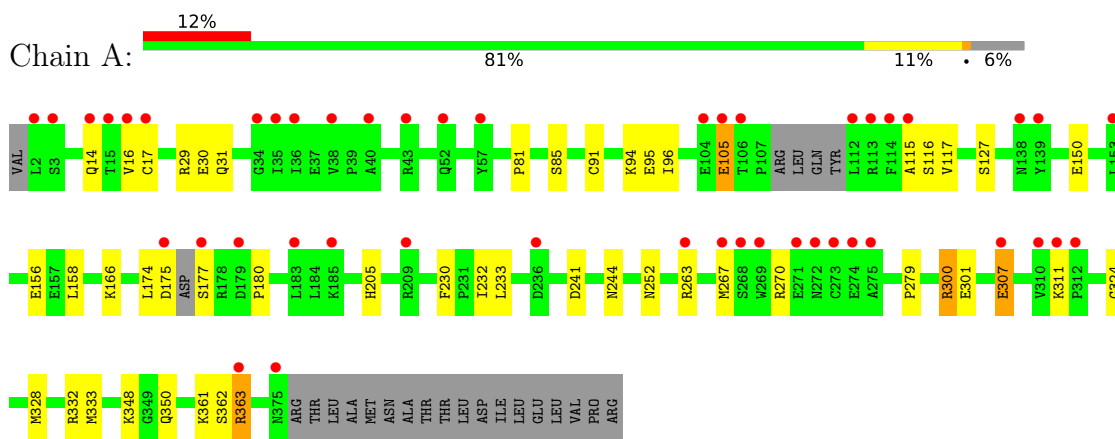 12%
Chain A:
81% 11% • 6%
VAL L2 S3 Q14 T15 V16 C17 R29 E30 Q31 G34 I35 I36 E37 V38 P39 A40 R43 Q52 Y57 P81 S85 C91 K94 E95 I96 E104 E105 T106 P107 ARG LEU GLN TYR L112 R113 F114 A115 S116 V117 S127 N138 Y139 E150 L153
E156 E157 L158 K166 L174 D175 ASP S177 R178 D179 P180 L183 L184 K185 H205 R209 F230 P231 I232 L233 D236 D241 N244 N252 R263 M267 S268 W269 R270 E271 N272 C273 E274 A275 P279 R300 E301 E307 V310 K311 P312
M328 R332 M333 K348 G349 Q350 K361 S362 R363 N375 ARG THR LEU ALA MET ASN ALA THR THR LEU ASP ILE LEU GLU LEU VAL PRO ARG